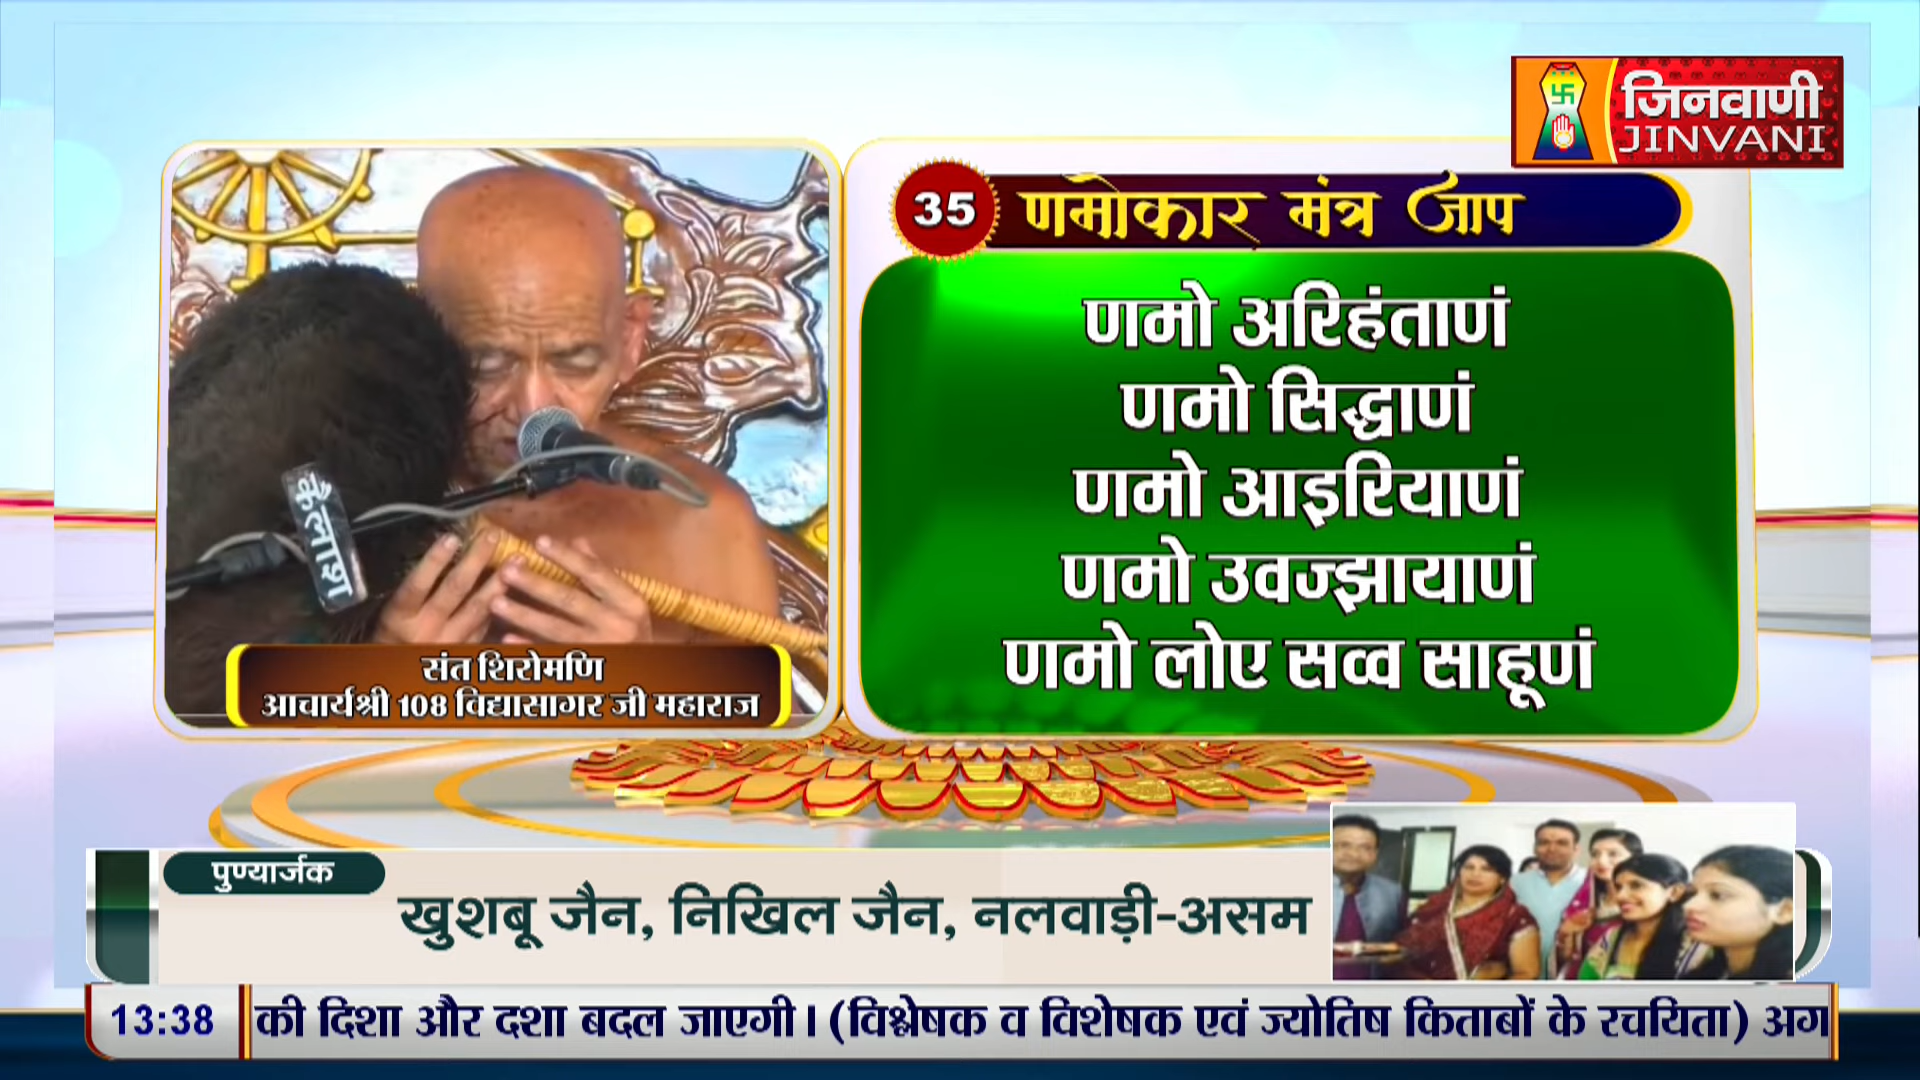 जिनवाणी
JINVANI
35 णमोकार मंत्र जाप
णमो अरिहंताणं
णमो सिद्धाणं
णमो आइरियाणं
णमो उवज्झायाणं
णमो लोए सव्व साहूणं
कैलाश
संत शिरोमणि
आचार्यश्री 108 विद्यासागर जी महाराज
पुण्यार्जक
खुशबू जैन, निखिल जैन, नलवाड़ी-असम
13:38 की दिशा और दशा बदल जाएगी। (विश्लेषक व विशेषक एवं ज्योतिष किताबों के रचयिता) अग